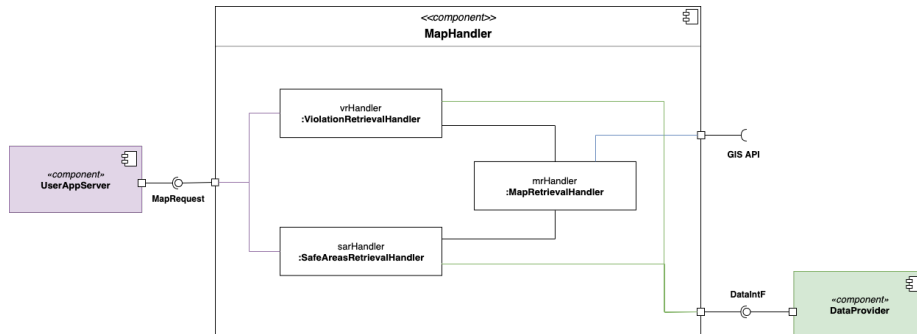 <<component>>
MapHandler
vrHandler
:ViolationRetrievalHandler
GIS API
«component»
UserAppServer
MapRequest
mrHandler
:MapRetrievalHandler
sarHandler
:SafeAreasRetrievalHandler
DataIntF
«component»
DataProvider